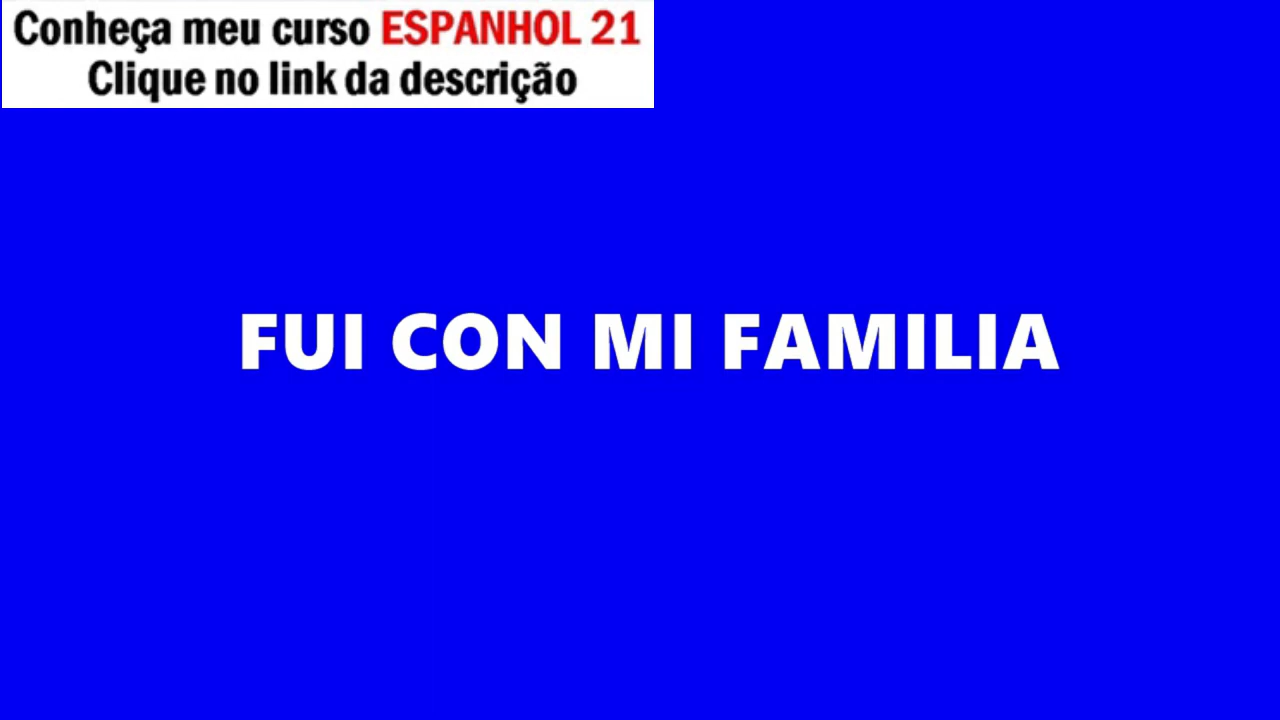 Conheça meu curso ESPANHOL 21
Clique no link da descrição
FUI CON MI FAMILIA